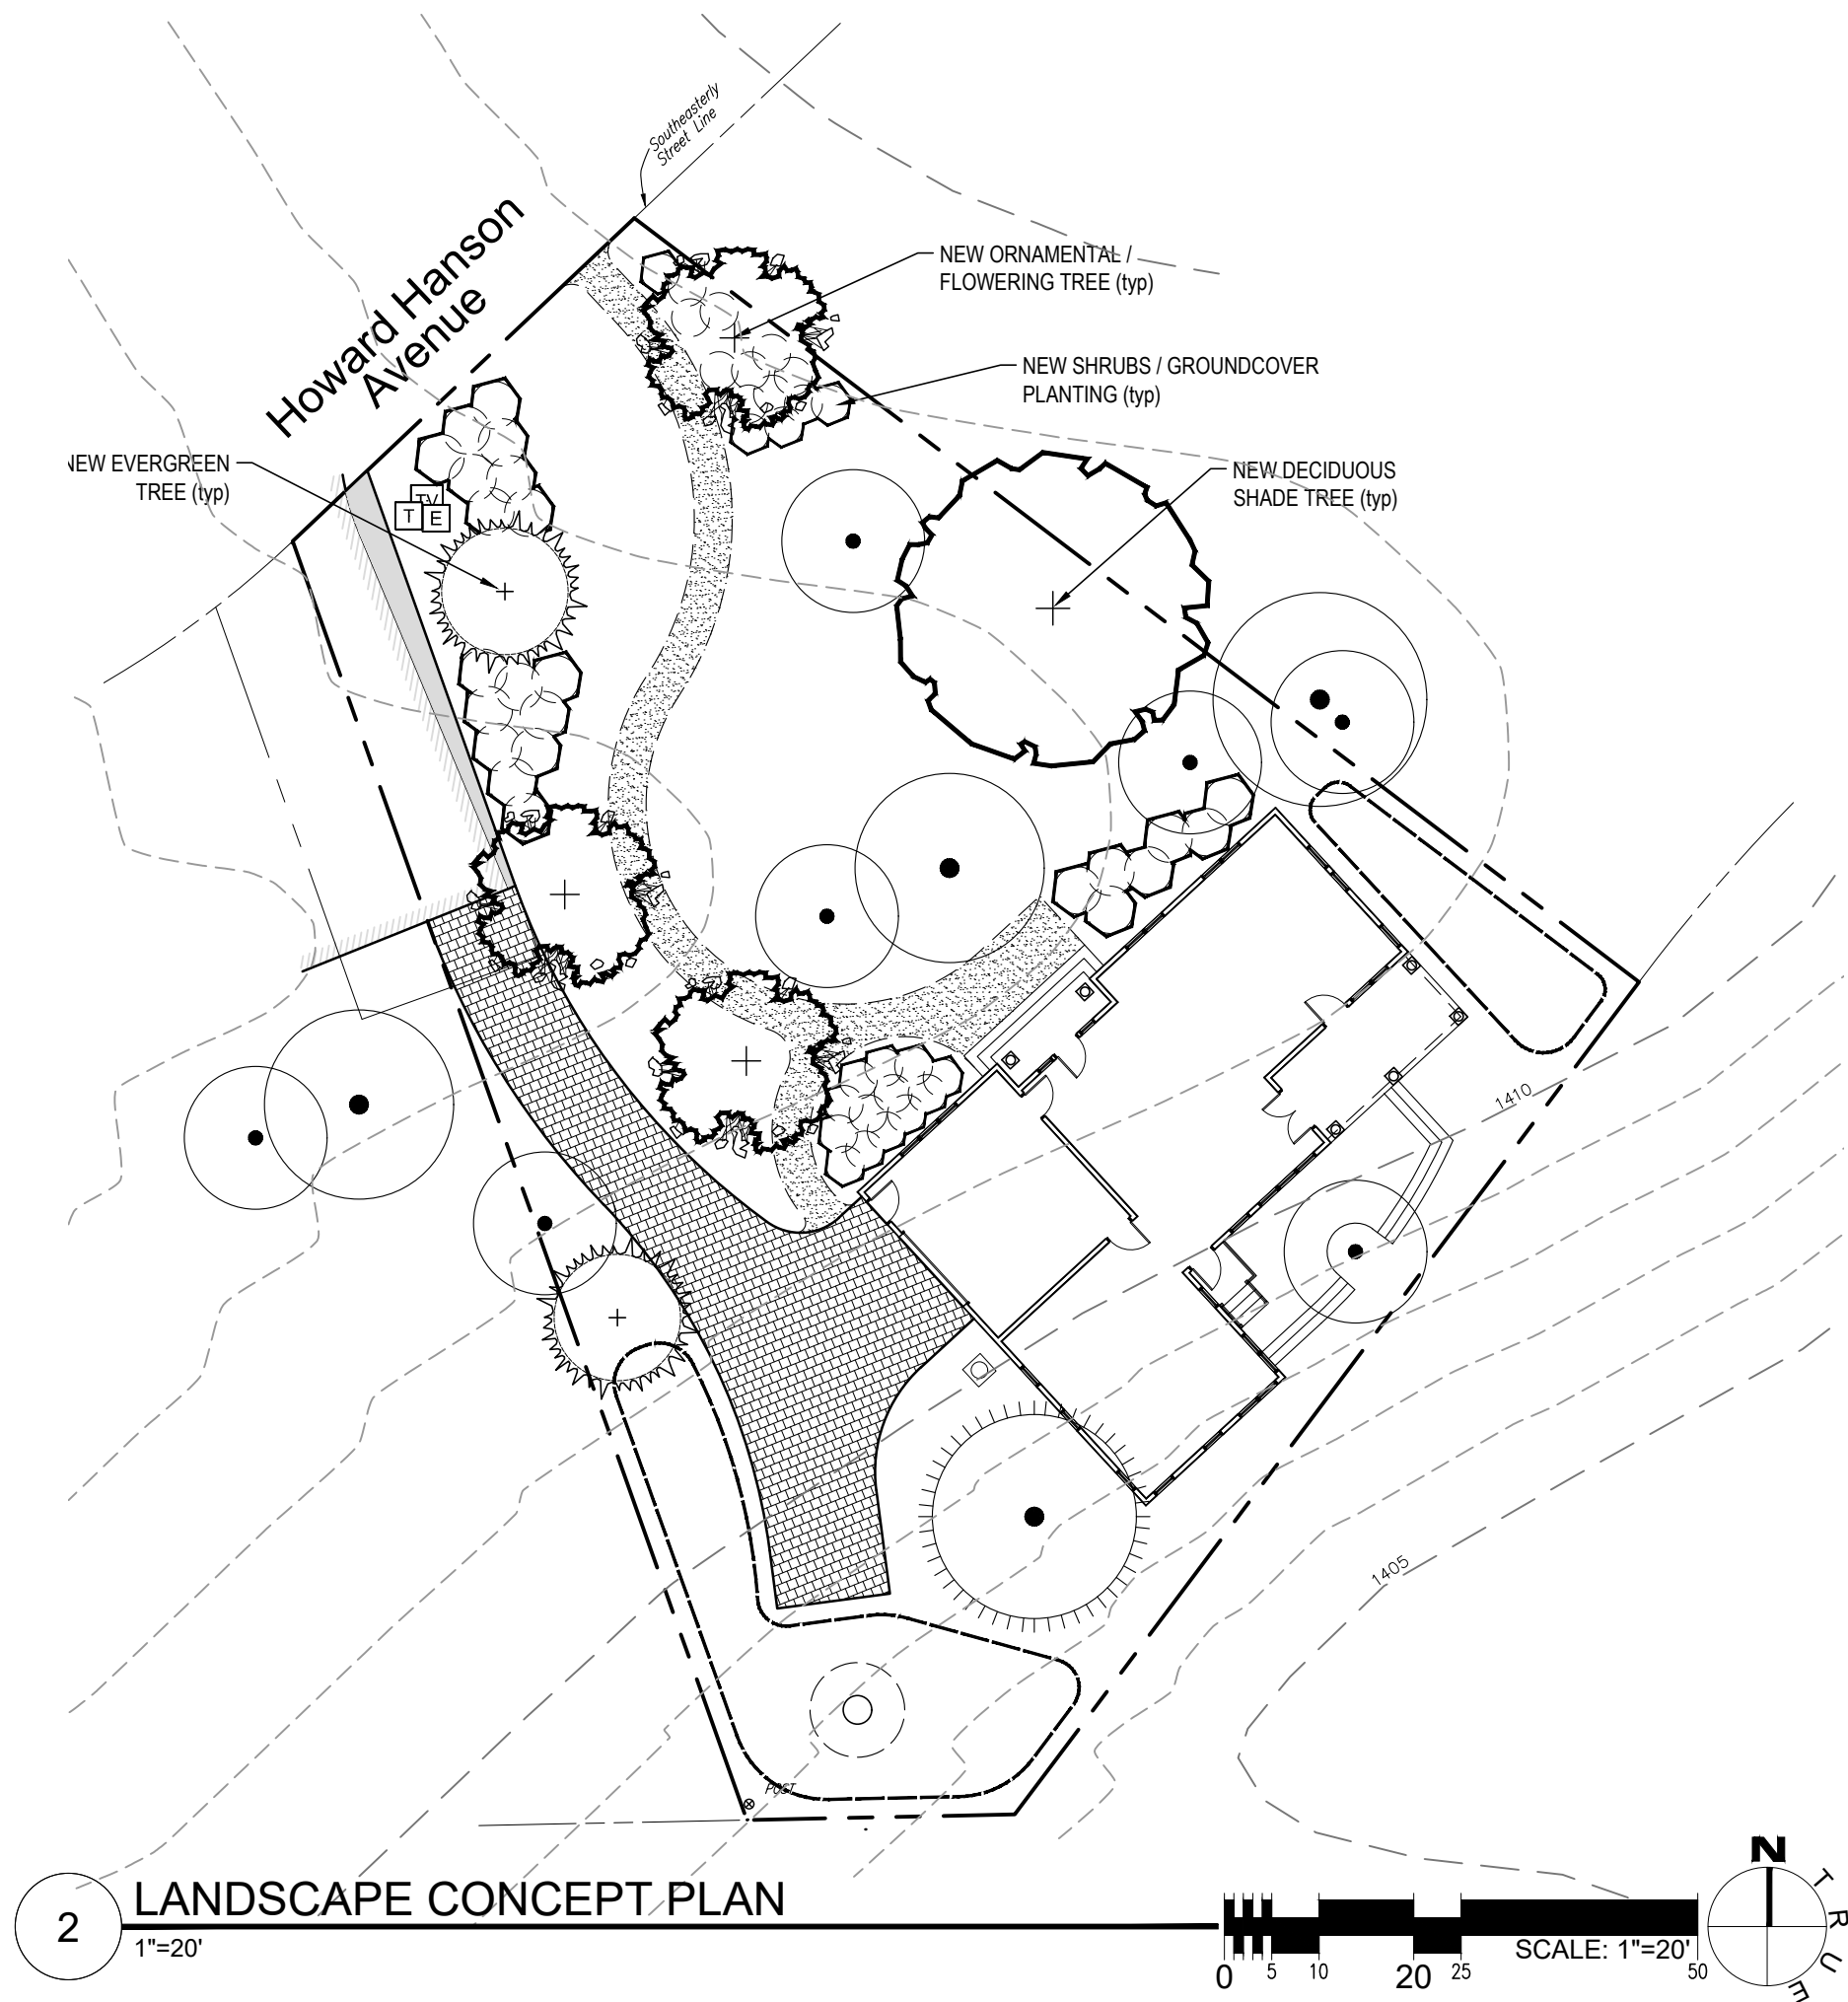 Southeasterly
Street Line
Howard Hanson
Avenue
NEW ORNAMENTAL /
FLOWERING TREE (typ)
NEW SHRUBS / GROUNDCOVER
PLANTING (typ)
NEW EVERGREEN
TREE (typ)
NEW DECIDUOUS
SHADE TREE (typ)
TV
T
E
1410
1405
POST
2
LANDSCAPE CONCEPT PLAN
1"=20'
SCALE: 1"=20'
0 5 10 20 25 50
N
TRUE